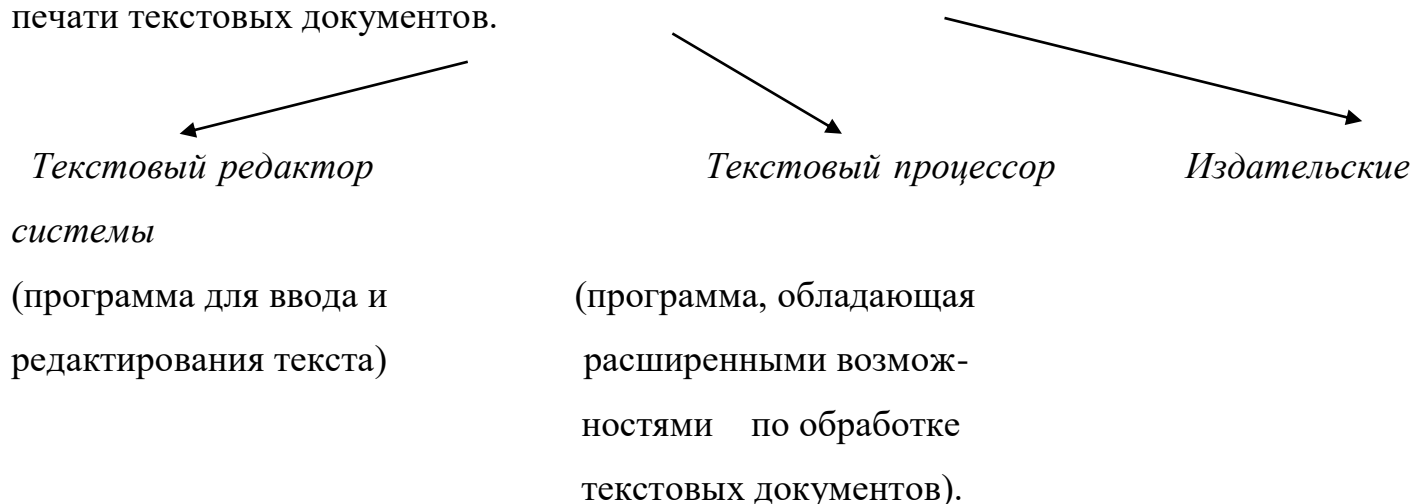 печати текстовых документов.
Текстовый редактор Текстовый процессор Издательские
системы
(программа для ввода и (программа, обладающая
редактирования текста) расширенными возмож-
ностями по обработке
текстовых документов).